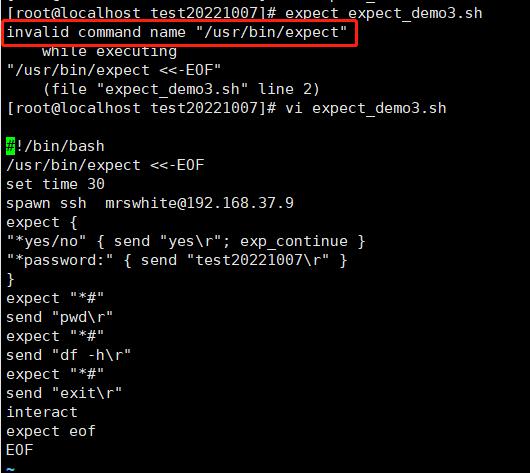 [root@localhost test20221007]# expect expect_demo3.sh
invalid command name "/usr/bin/expect"
    while executing
"/usr/bin/expect <<-EOF"
    (file "expect_demo3.sh" line 2)
[root@localhost test20221007]# vi expect_demo3.sh

#!/bin/bash
/usr/bin/expect <<-EOF
set time 30
spawn ssh  mrswhite@192.168.37.9
expect {
"*yes/no" { send "yes\r"; exp_continue }
"*password:" { send "test20221007\r" }
}
expect "*#"
send "pwd\r"
expect "*#"
send "df -h\r"
expect "*#"
send "exit\r"
interact
expect eof
EOF
~